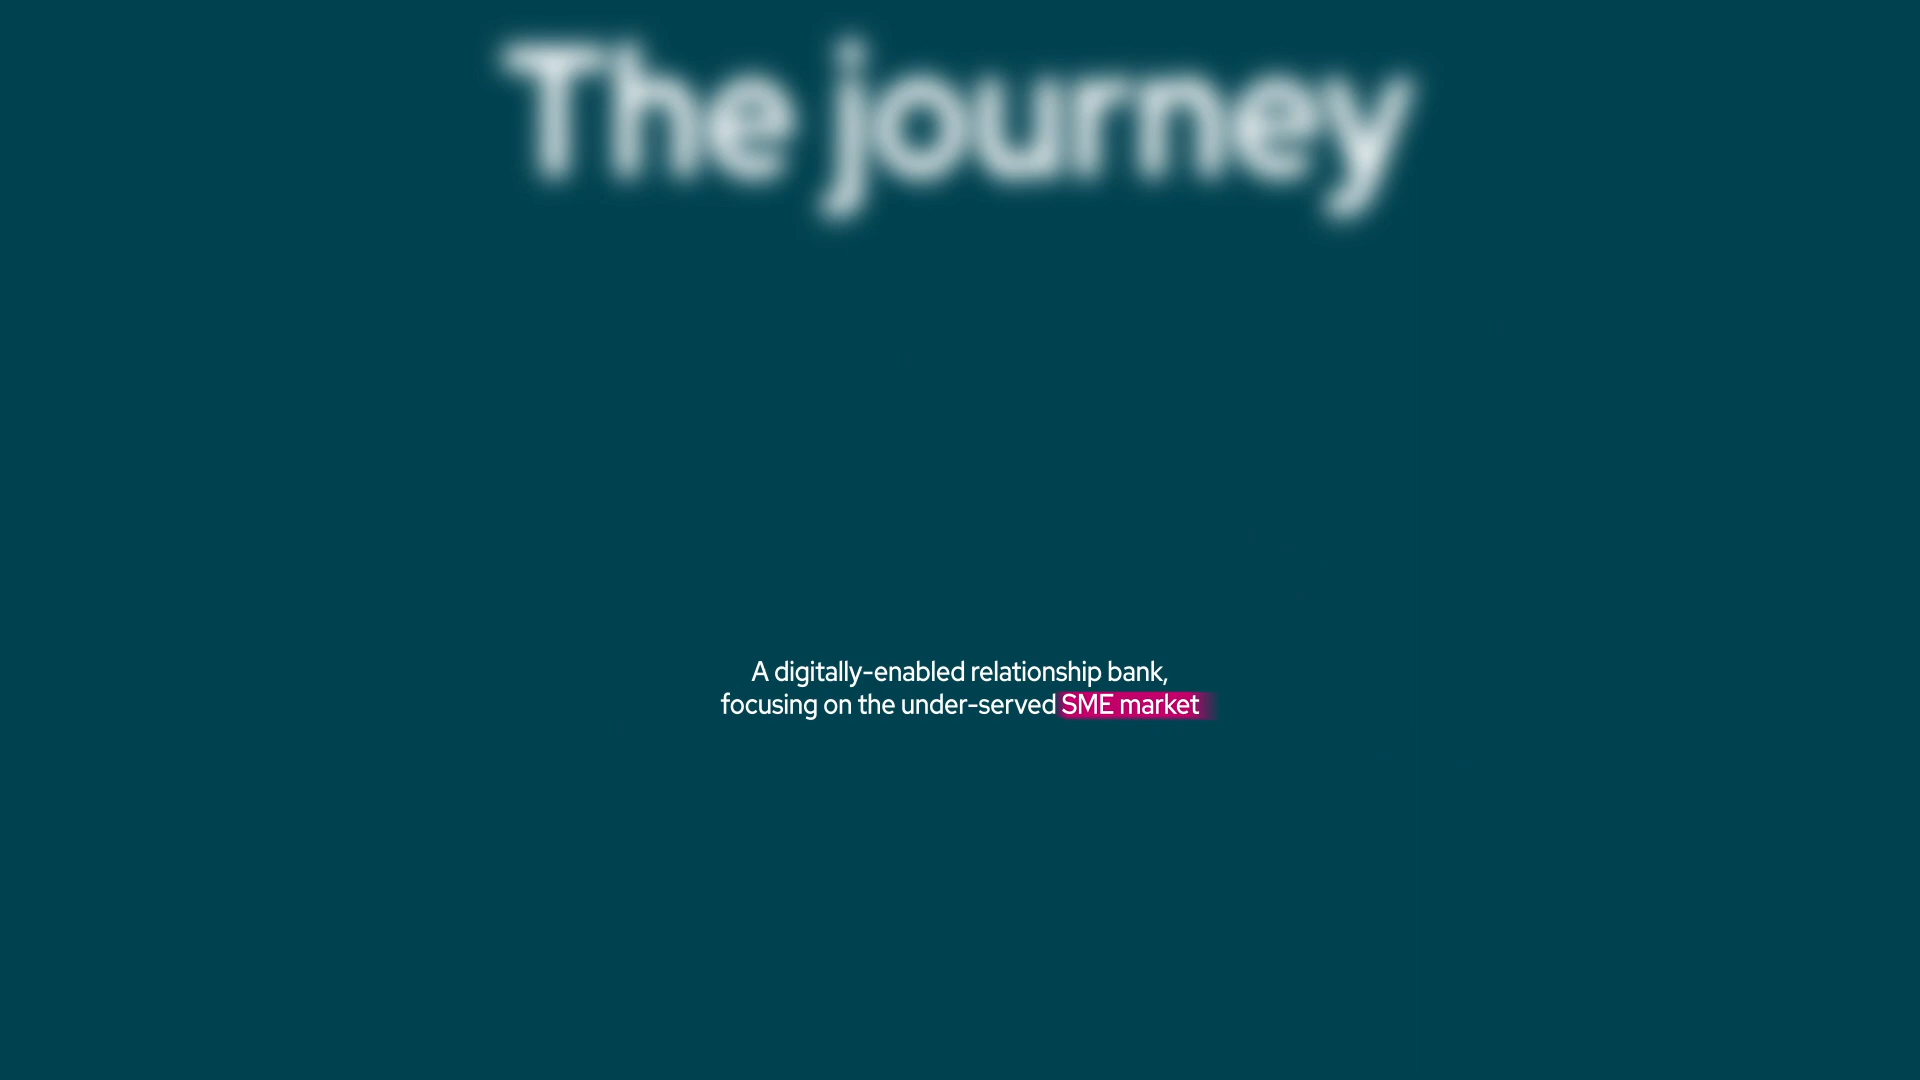 The journey
A digitally-enabled relationship bank,
focusing on the under-served SME market